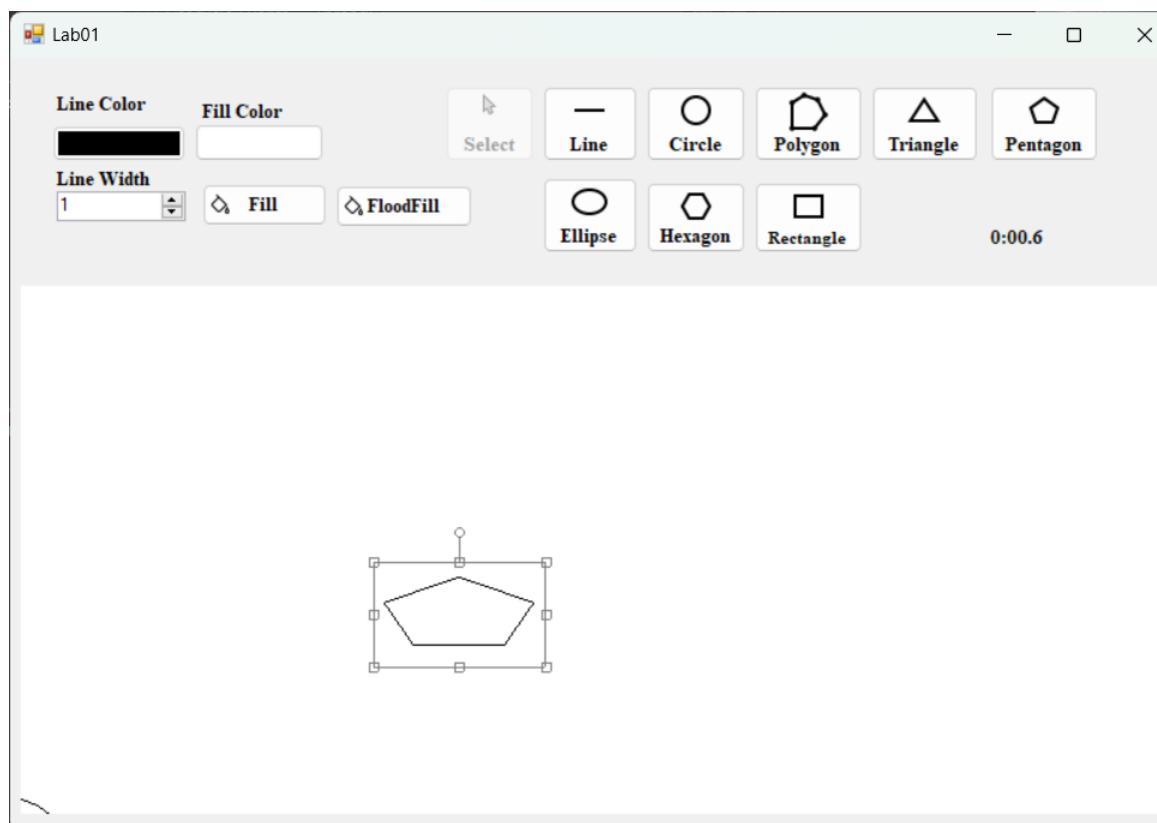 Lab01
Line Color
Fill Color
Select
Line
Circle
Polygon
Triangle
Pentagon
Line Width
1
Fill
FloodFill
Ellipse
Hexagon
Rectangle
0:00.6